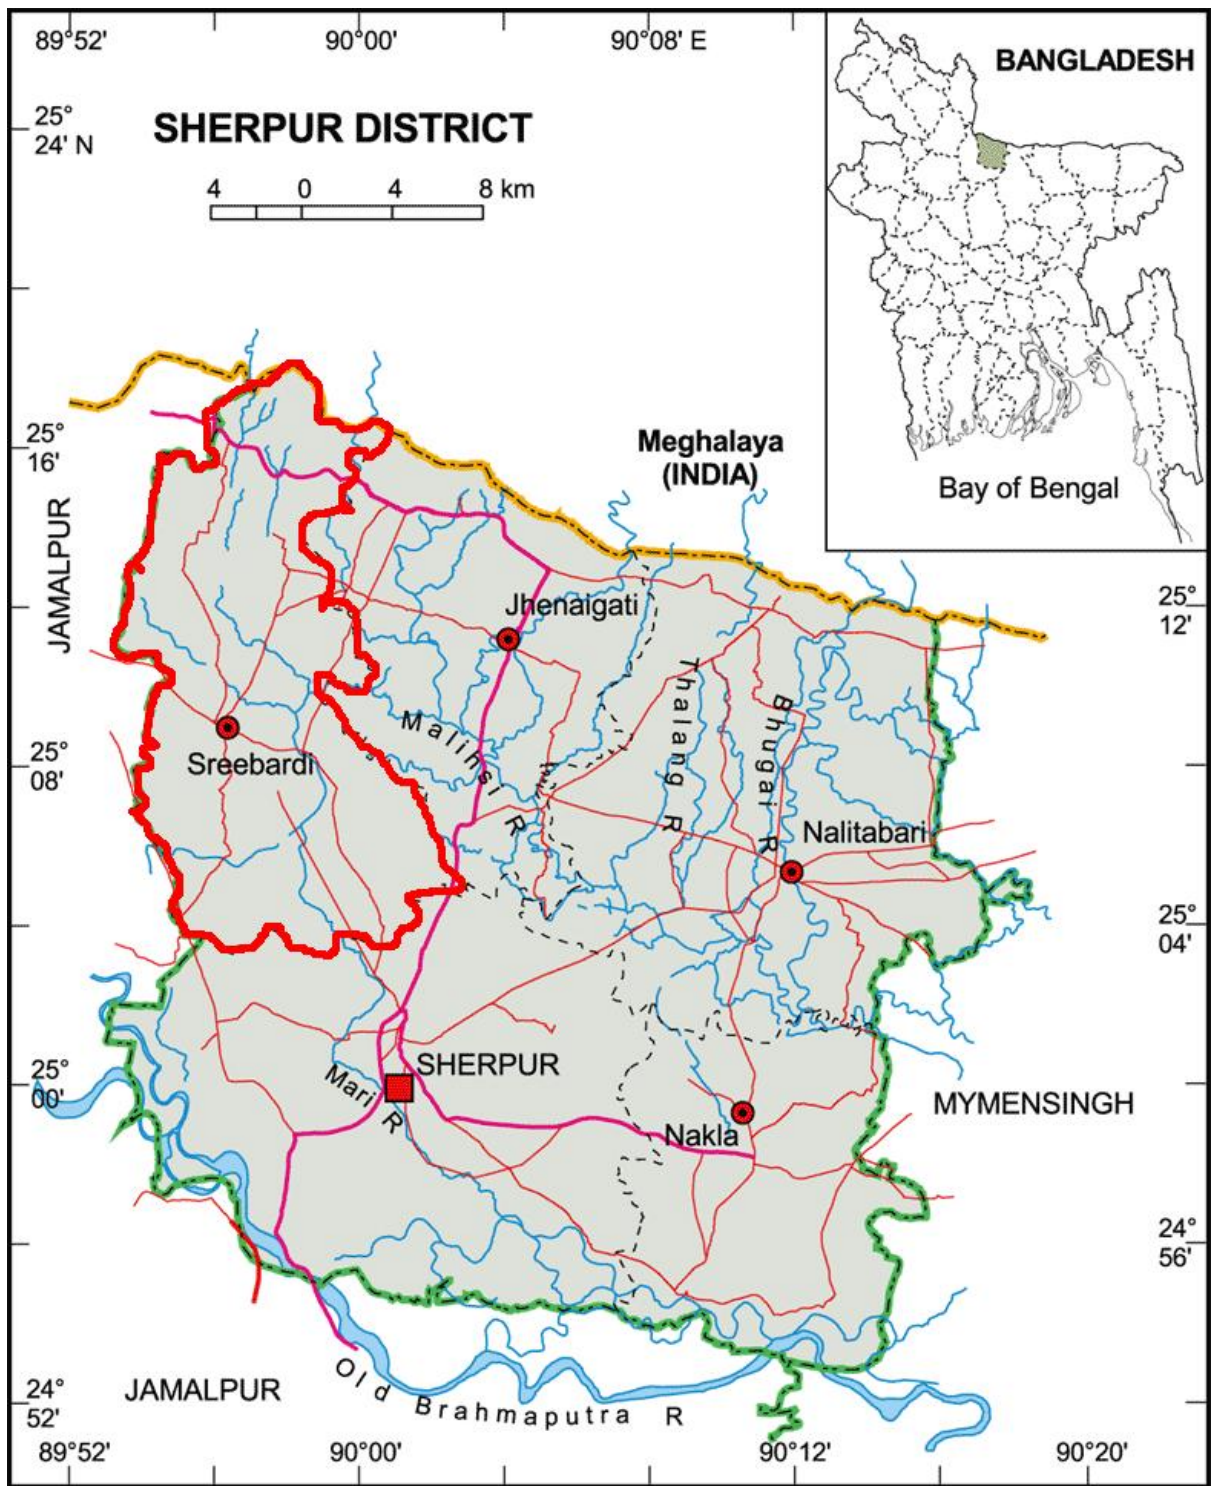 89°52' 90°00' 90°08' E
BANGLADESH
25°
24' N
SHERPUR DISTRICT
4 0 4 8 km
25°
16'
Meghalaya
(INDIA)
Bay of Bengal
JAMALPUR
Jhenaigati
25°
12'
Thalang R
Bhugai R
Malihsi R
Sreebardi
25°
08'
Nalitabari
25°
04'
SHERPUR
25°
00'
Mari R
MYMENSINGH
Nakla
24°
56'
JAMALPUR
Old Brahmaputra R
24°
52'
89°52' 90°00' 90°12' 90°20'